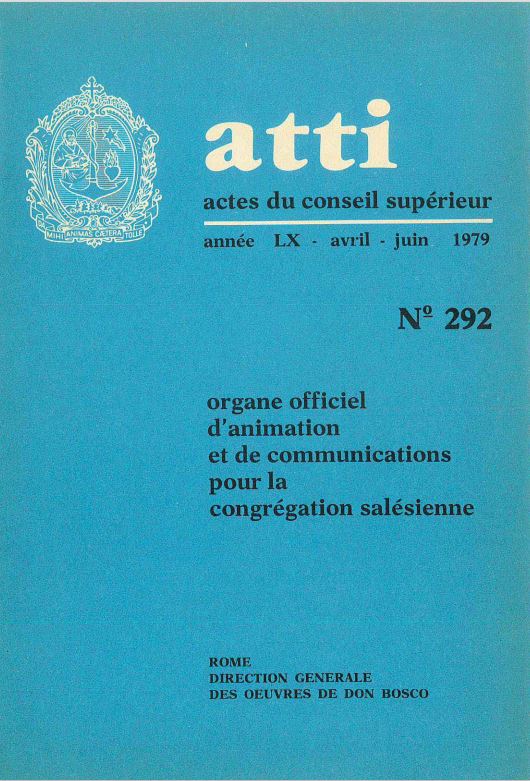 atti
actes du conseil supérieur
année LX - avril - juin 1979
Nº 292
organe officiel
d'animation
et de communications
pour la
congrégation salésienne
MIHI ANIMAS CÆTERA TOLLE
ROME
DIRECTION GENERALE
DES OEUVRES DE DON BOSCO